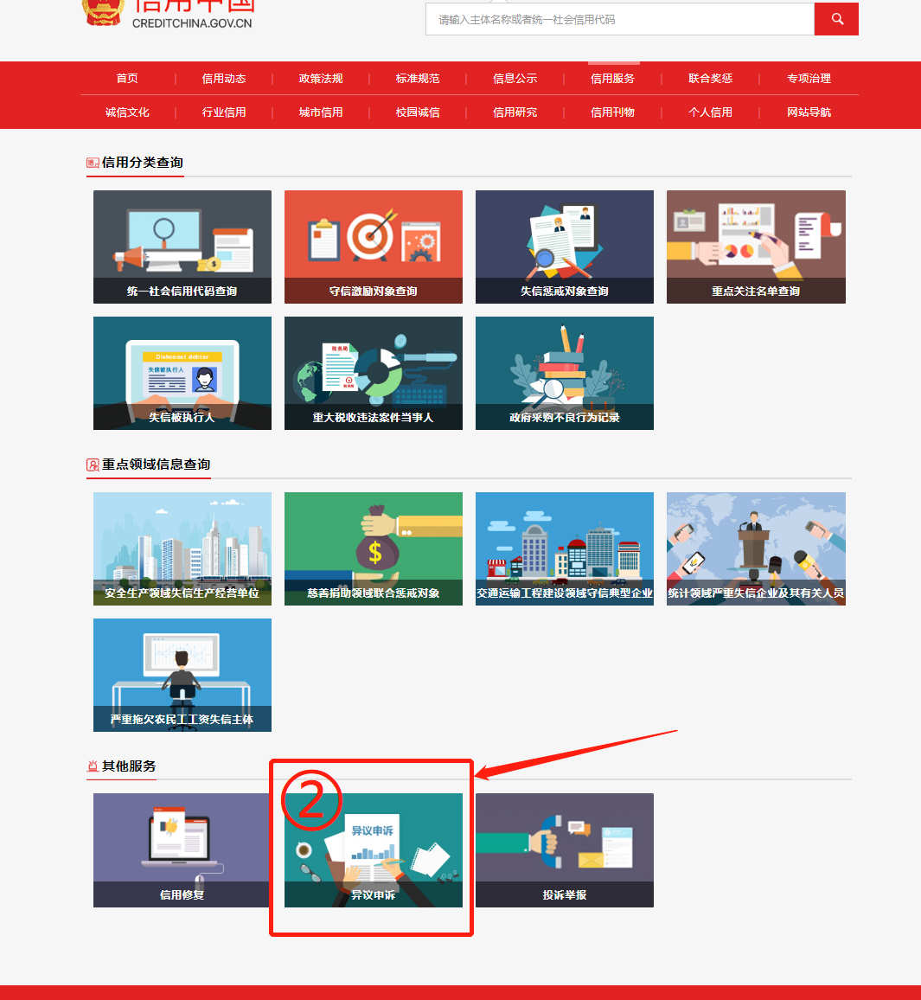 信用中国
CREDITCHINA.GOV.CN
请输入主体名称或者统一社会信用代码
首页 信用动态 政策法规 标准规范 信息公示 信用服务 联合奖惩 专项治理
诚信文化 行业信用 城市信用 校园诚信 信用研究 信用刊物 个人信用 网站导航
信用分类查询
统一社会信用代码查询 守信激励对象查询 失信惩戒对象查询 重点关注名单查询
Dishonest debtor
失信被执行人
税务局
失信被执行人 重大税收违法案件当事人 政府采购不良行为记录
重点领域信息查询
安全生产领域失信生产经营单位 慈善捐助领域联合惩戒对象 交通运输工程建设领域守信典型企业 统计领域严重失信企业及其有关人员
严重拖欠农民工工资失信主体
其他服务
②
异议申诉
信用修复 异议申诉 投诉举报